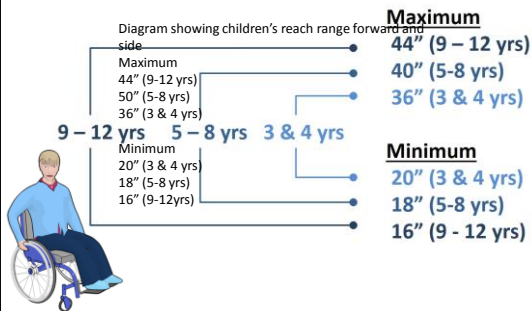 Diagram showing children's reach range forward and
side
Maximum
44” (9-12 yrs)
50” (5-8 yrs)
36” (3 & 4 yrs)
Minimum
20” (3 & 4 yrs)
18” (5-8 yrs)
16” (9-12yrs)
9 – 12 yrs
5 – 8 yrs
3 & 4 yrs
Maximum
44” (9 – 12 yrs)
40” (5-8 yrs)
36” (3 & 4 yrs)
Minimum
20” (3 & 4 yrs)
18” (5-8 yrs)
16” (9 - 12 yrs)